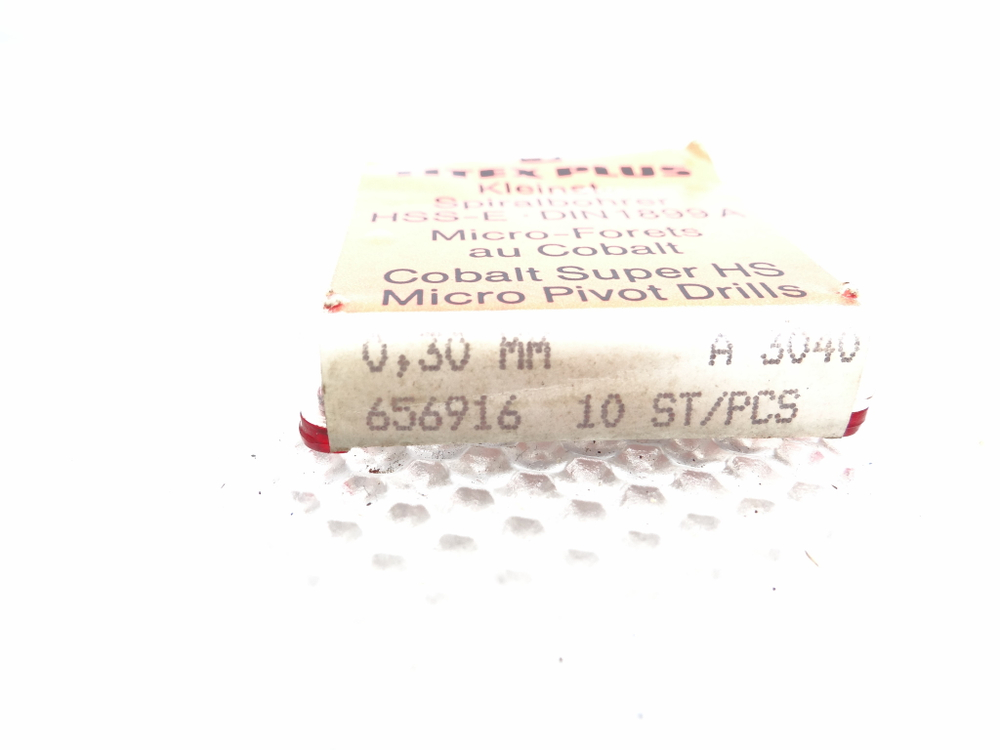 PLUS
Kleinst
Spiralbohrer
HSS-E · DIN 1899 A
Micro-Forets
au Cobalt
Cobalt Super HS
Micro Pivot Drills
0,30 MM A 3040
656916 10 ST/PCS